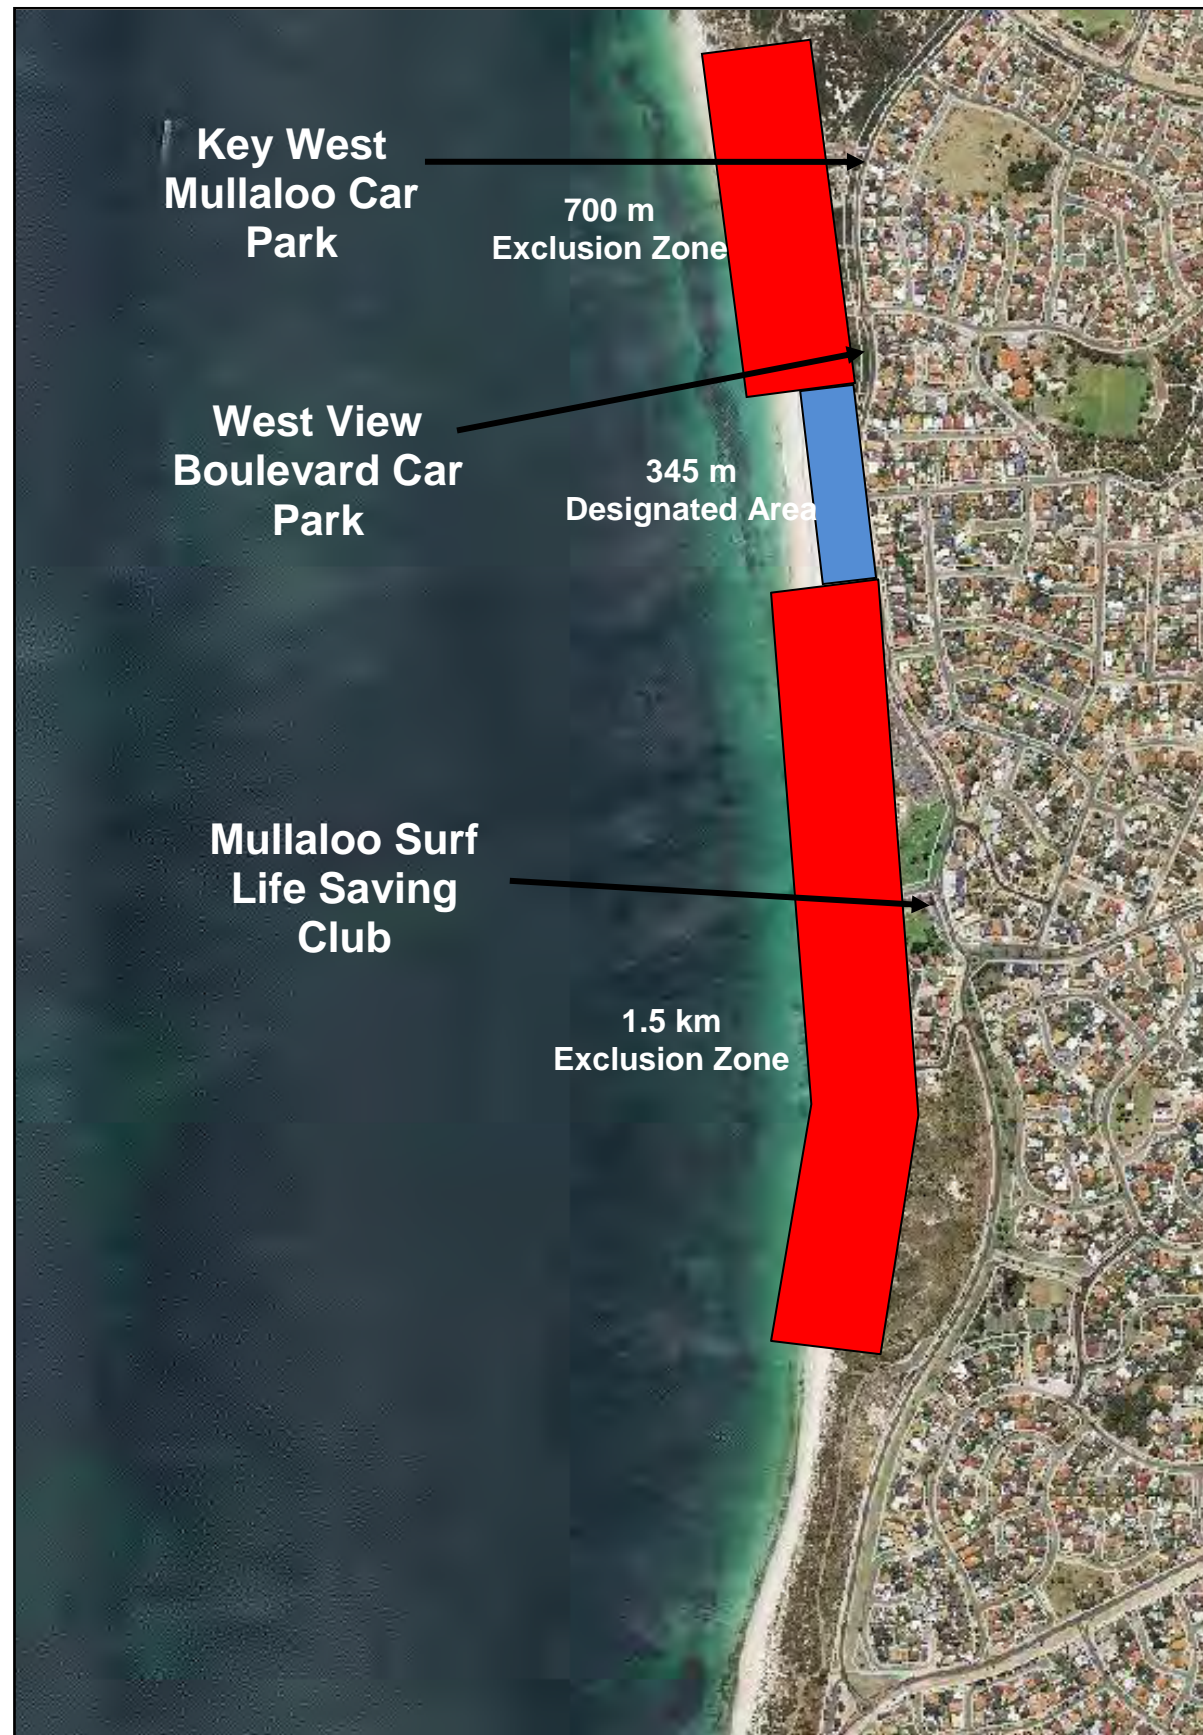 Key West
Mullaloo Car
Park
700 m
Exclusion Zone
West View
Boulevard Car
Park
345 m
Designated Area
Mullaloo Surf
Life Saving
Club
1.5 km
Exclusion Zone